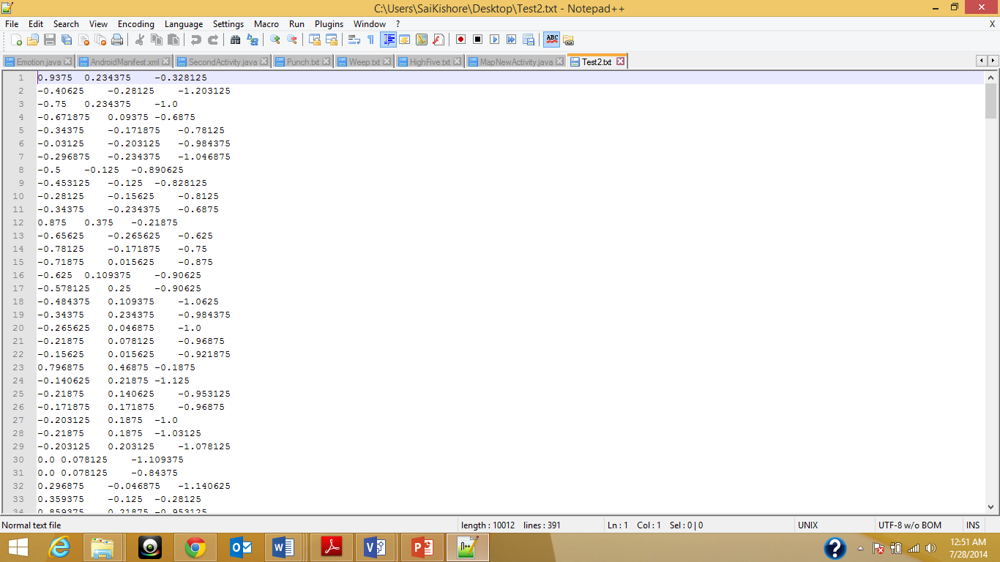 C:\Users\SaiKishore\Desktop\Test2.txt - Notepad++
File Edit Search View Encoding Language Settings Macro Run Plugins Window ? X
Emotion.java AndroidManifest.xml SecondActivity.java Punch.txt Weep.txt HighFive.txt MapNewActivity.java Test2.txt
1 0.9375 0.234375 -0.328125
2 -0.40625 -0.28125 -1.203125
3 -0.75 0.234375 -1.0
4 -0.671875 0.09375 -0.6875
5 -0.34375 -0.171875 -0.78125
6 -0.03125 -0.203125 -0.984375
7 -0.296875 -0.234375 -1.046875
8 -0.5 -0.125 -0.890625
9 -0.453125 -0.125 -0.828125
10 -0.28125 -0.15625 -0.8125
11 -0.34375 -0.234375 -0.6875
12 0.875 0.375 -0.21875
13 -0.65625 -0.265625 -0.625
14 -0.78125 -0.171875 -0.75
15 -0.71875 0.015625 -0.875
16 -0.625 0.109375 -0.90625
17 -0.578125 0.25 -0.90625
18 -0.484375 0.109375 -1.0625
19 -0.34375 0.234375 -0.984375
20 -0.265625 0.046875 -1.0
21 -0.21875 0.078125 -0.96875
22 -0.15625 0.015625 -0.921875
23 0.796875 0.46875 -0.1875
24 -0.140625 0.21875 -1.125
25 -0.21875 0.140625 -0.953125
26 -0.171875 0.171875 -0.96875
27 -0.203125 0.1875 -1.0
28 -0.21875 0.1875 -1.03125
29 -0.203125 0.203125 -1.078125
30 0.0 0.078125 -1.109375
31 0.0 0.078125 -0.84375
32 0.296875 -0.046875 -1.140625
33 0.359375 -0.125 -0.28125
34 0.859375 0.21875 -0.953125
Normal text file length : 10012 lines : 391 Ln : 1 Col : 1 Sel : 0 | 0 UNIX UTF-8 w/o BOM INS
12:51 AM
7/28/2014